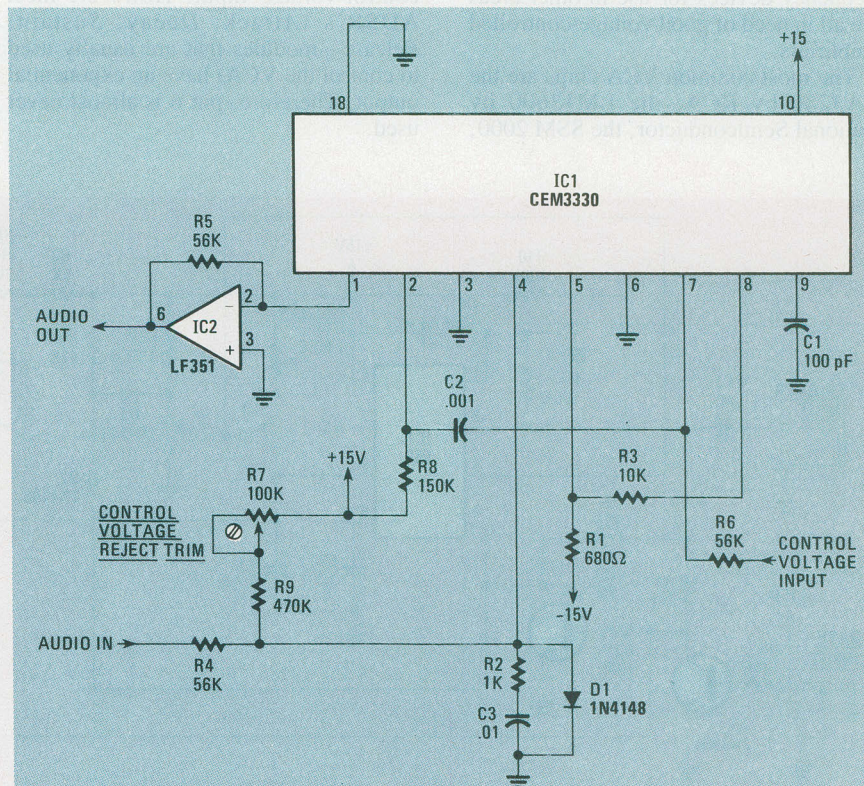 18
+15
10
IC1
CEM3330
R5
56K
1
2
3
4
5
6
7
8
9
6
2
AUDIO
OUT
IC2
−
+
3
LF351
C1
100 pF
C2
.001
+15V
R8
150K
R3
10K
R7
100K
CONTROL
VOLTAGE
REJECT TRIM
R6
56K
R1
680Ω
CONTROL
VOLTAGE
INPUT
-15V
R9
470K
AUDIO IN
R4
56K
R2
1K
D1
1N4148
C3
.01